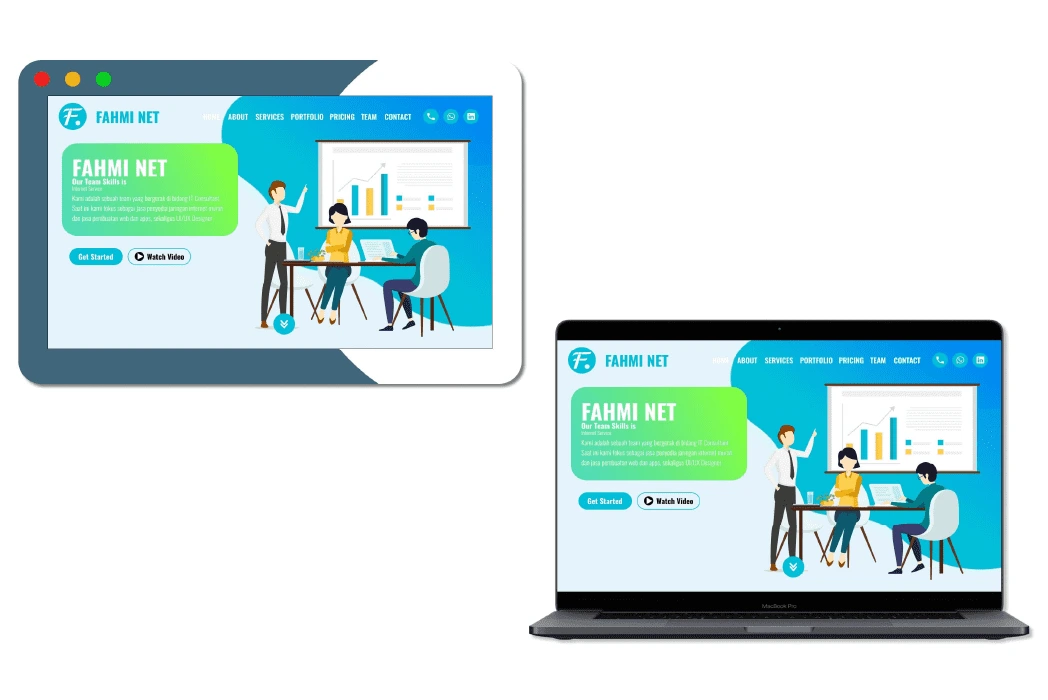 F.
FAHMI NET
HOME ABOUT SERVICES PORTFOLIO PRICING TEAM CONTACT
FAHMI NET
Our Team Skills is
Internet Service
Kami adalah sebuah team yang bergerak di bidang IT Consultan
Saat ini kami fokus sebagai jasa penyedia jaringan internet murah
dan jasa pembuatan web dan apps, sekaligus UI/UX Designer
Get Started
Watch Video
F.
FAHMI NET
HOME ABOUT SERVICES PORTFOLIO PRICING TEAM CONTACT
FAHMI NET
Our Team Skills is
Internet Service
Kami adalah sebuah team yang bergerak di bidang IT Consultan
Saat ini kami fokus sebagai jasa penyedia jaringan internet murah
dan jasa pembuatan web dan apps, sekaligus UI/UX Designer
Get Started
Watch Video
MacBook Pro